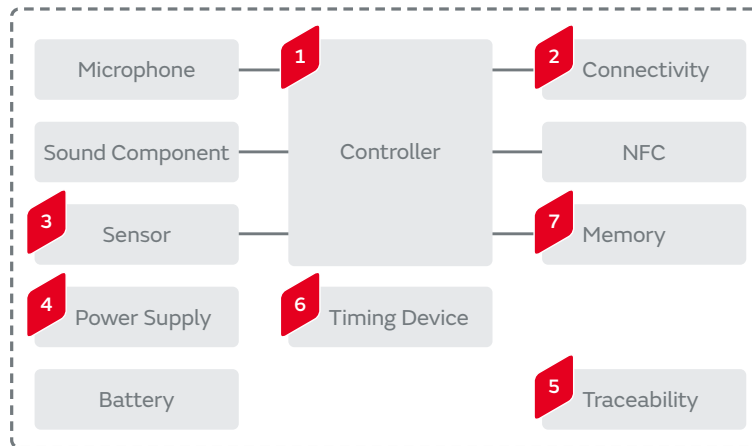 Microphone
1
Controller
2
Connectivity
Sound Component
NFC
3
Sensor
7
Memory
4
Power Supply
6
Timing Device
Battery
5
Traceability